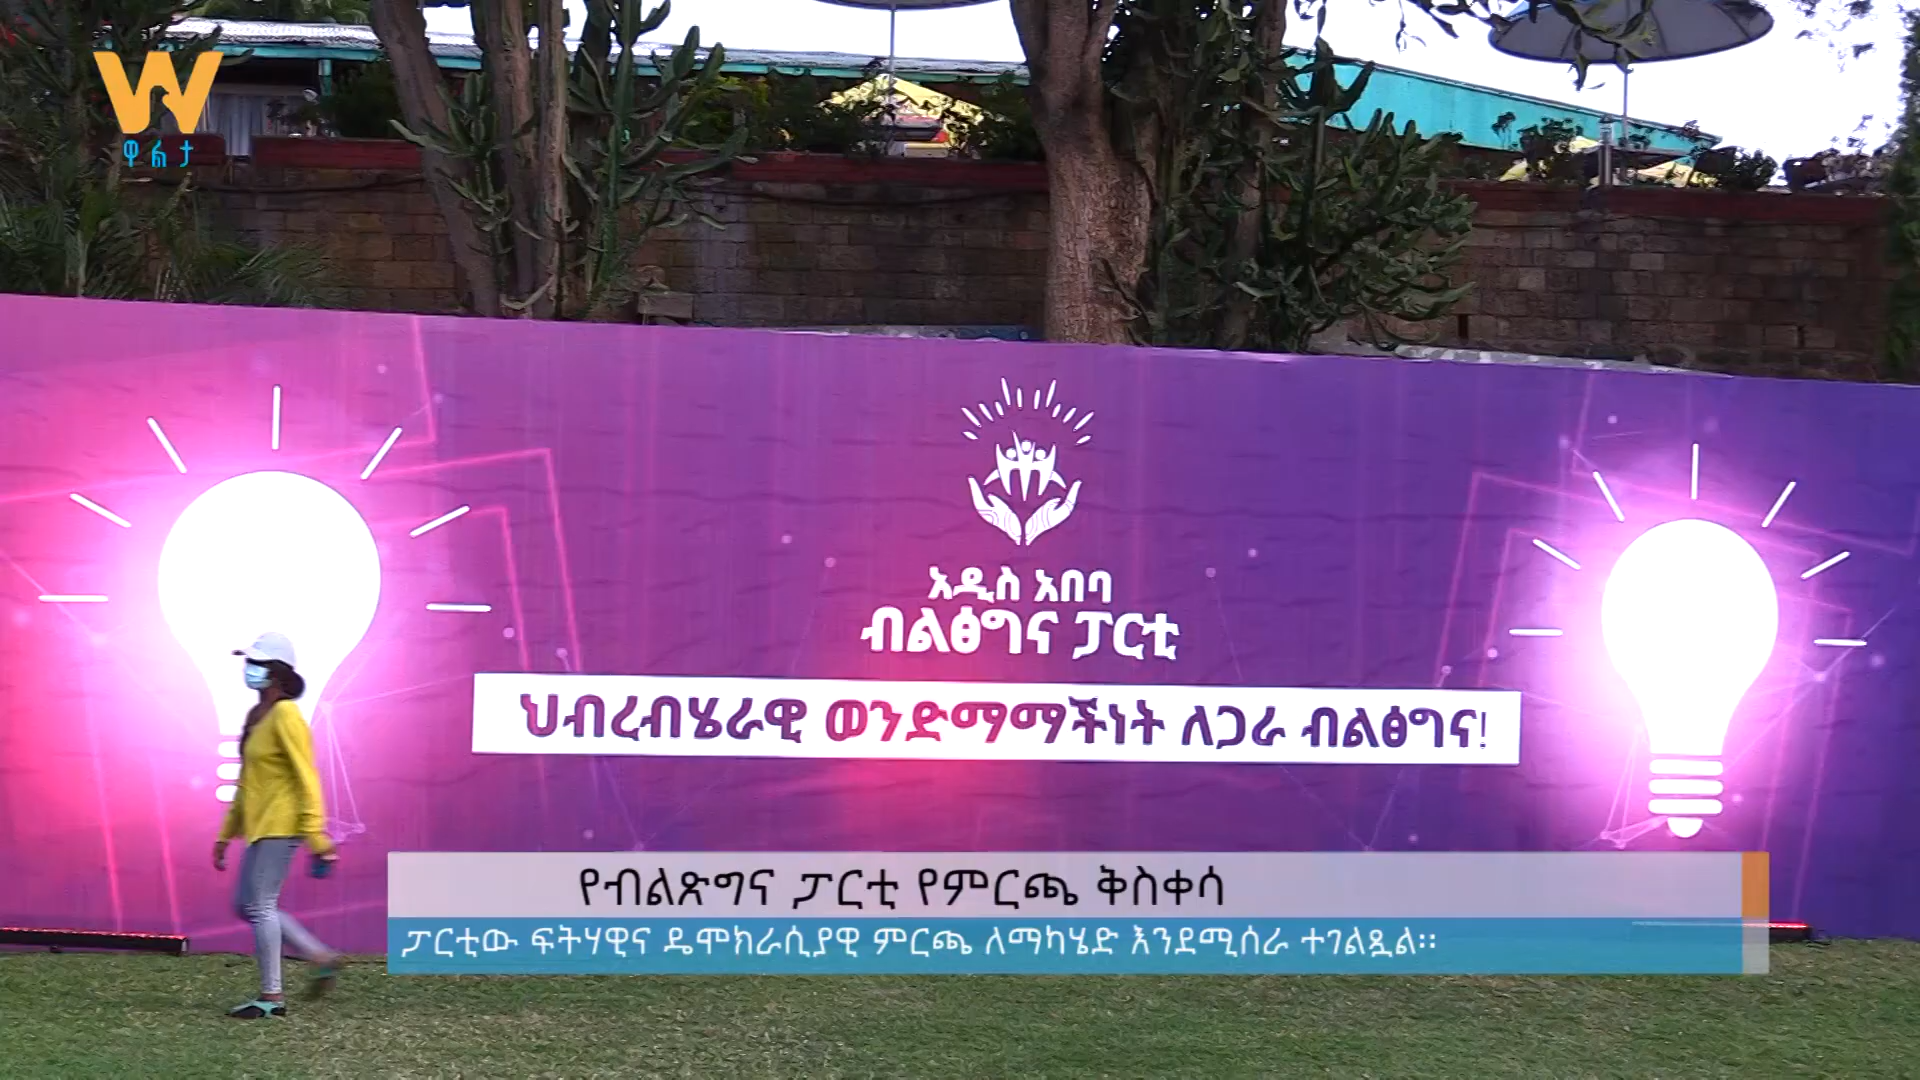 ዋልታ
አዲስ አበባ
ብልፅግና ፓርቲ
ህብረብሄራዊ ወንድማማችነት ለጋራ ብልፅግና!
የብልጽግና ፓርቲ የምርጫ ቅስቀሳ
ፓርቲው ፍትሃዊና ዴሞክራሲያዊ ምርጫ ለማካሄድ እንደሚሰራ ተገልጿል፡፡